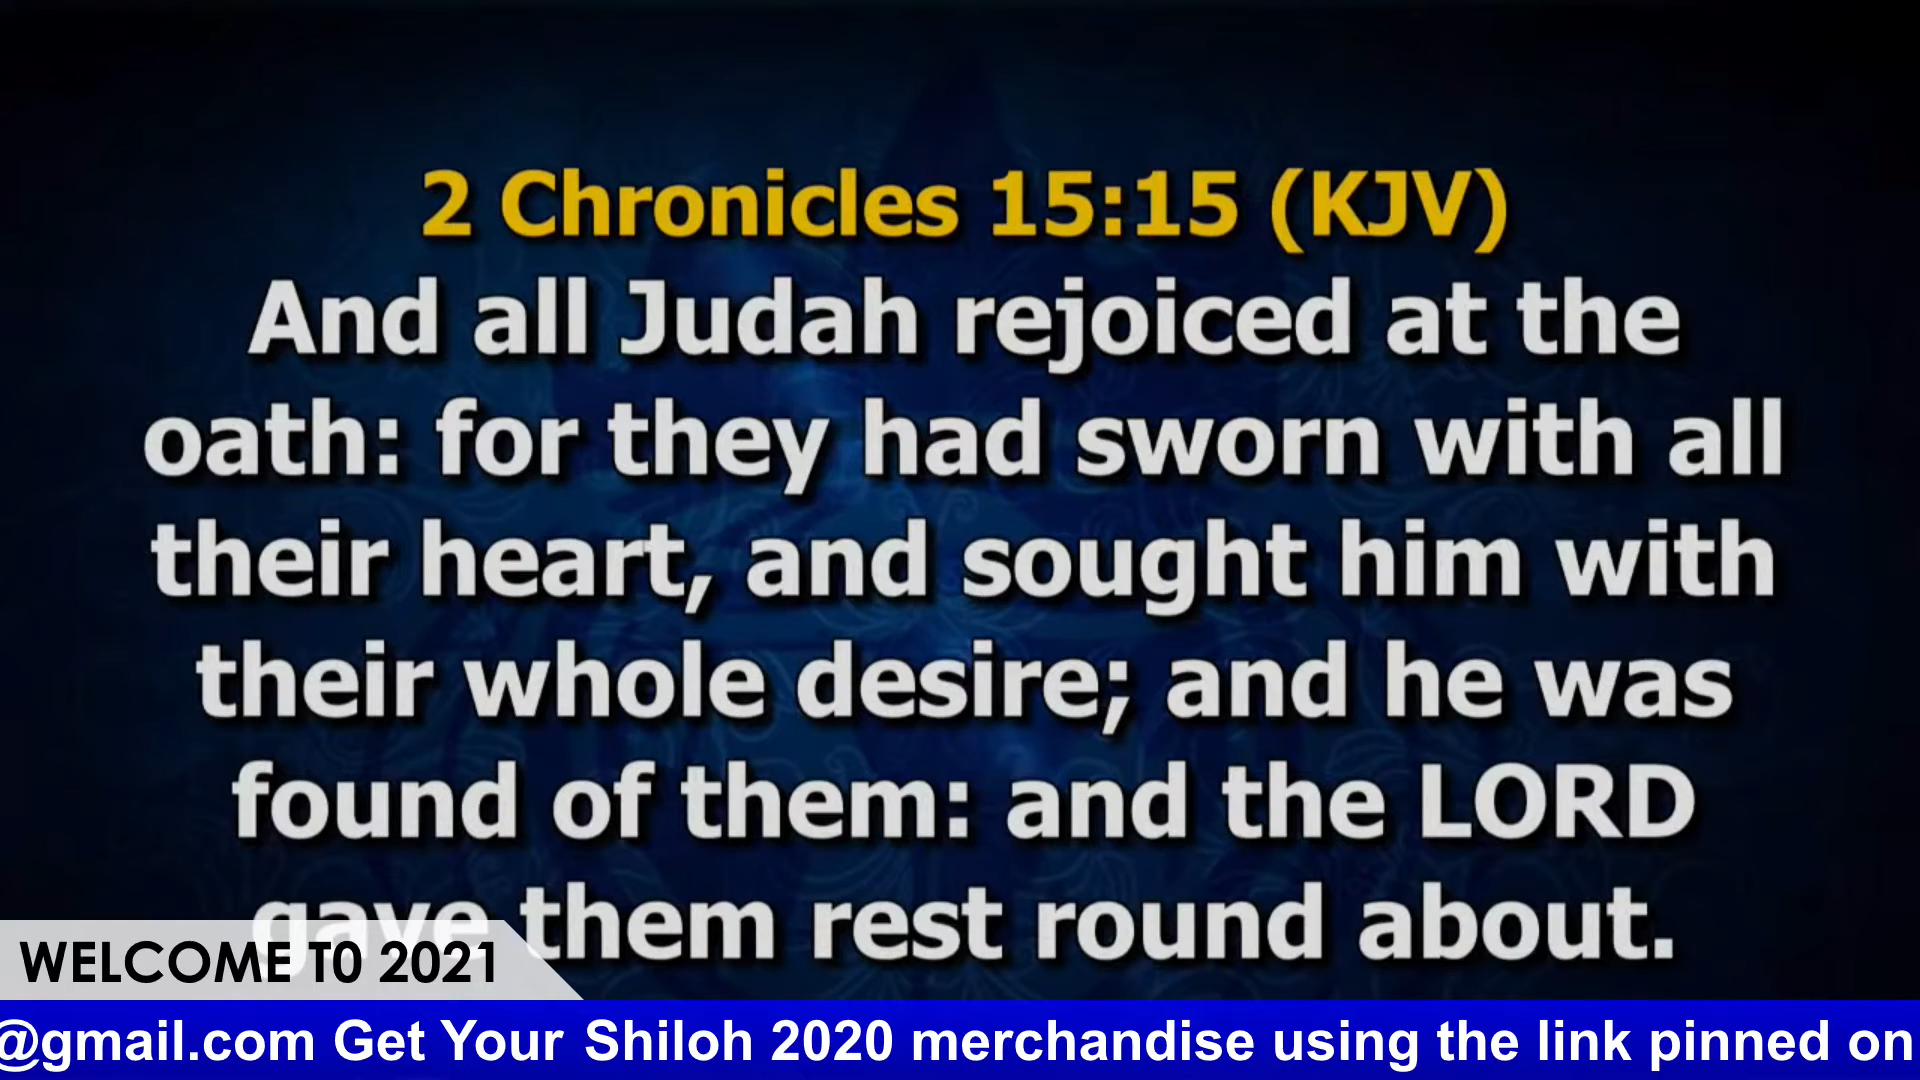 2 Chronicles 15:15 (KJV)
And all Judah rejoiced at the
oath: for they had sworn with all
their heart, and sought him with
their whole desire; and he was
found of them: and the LORD
gave them rest round about.
WELCOME T0 2021
@gmail.com Get Your Shiloh 2020 merchandise using the link pinned on